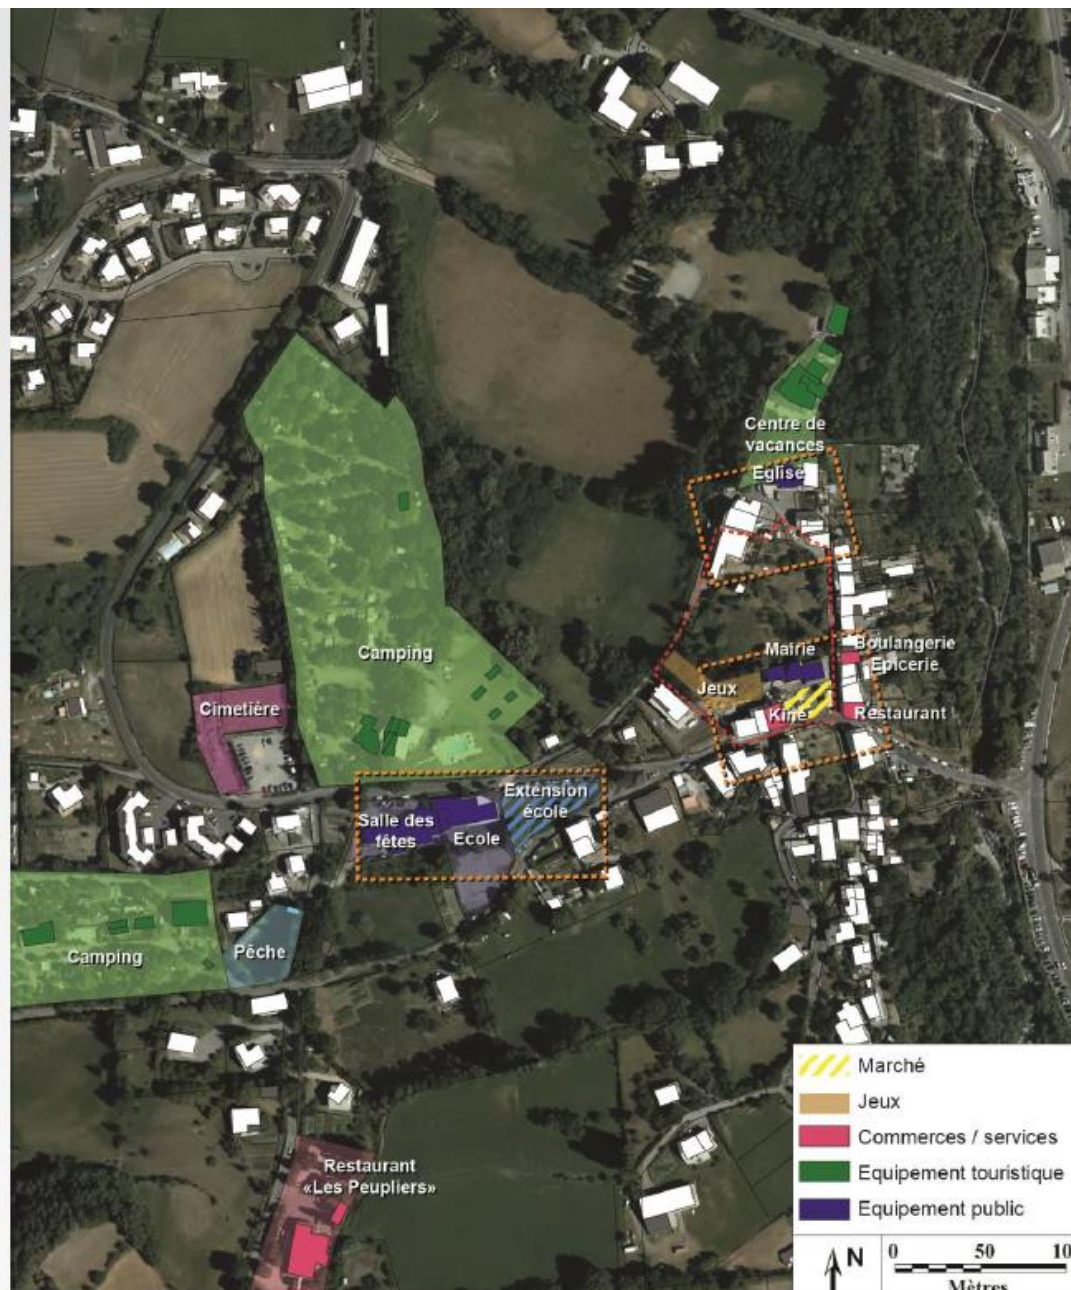 Centre de
vacances
Eglise
Camping
Mairie
Boulangerie
Epicerie
Jeux
Cimetière
Kiné
Restaurant
Extension
école
Salle des
fêtes
Ecole
Pêche
Camping
Restaurant
«Les Peupliers»
Marché
Jeux
Commerces / services
Equipement touristique
Equipement public
N
0 50 10
Mètres